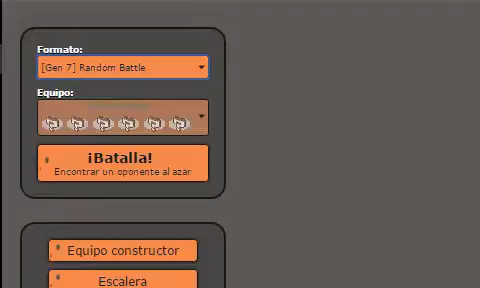 Formato:
[Gen 7] Random Battle
Equipo:
¡Batalla!
Encontrar un oponente al azar
Equipo constructor
Escalera